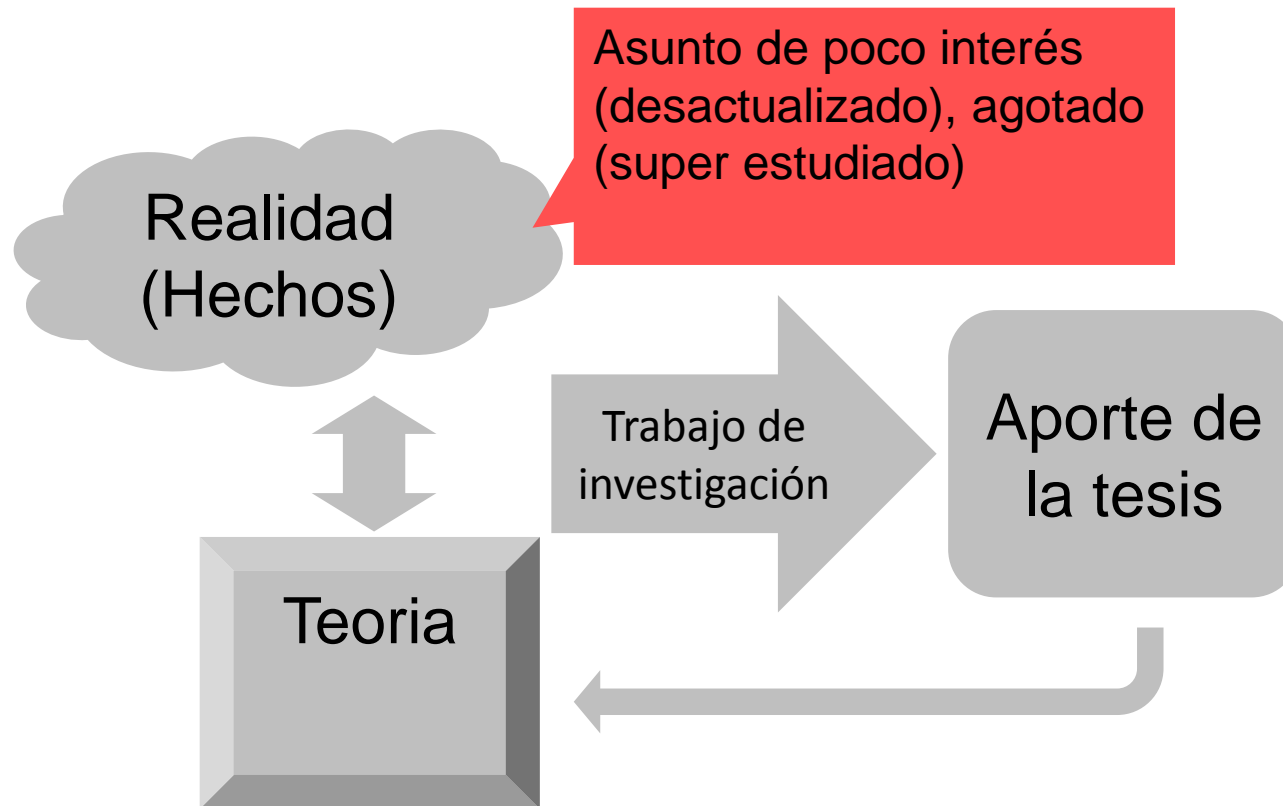 Asunto de poco interés
(desactualizado), agotado
(super estudiado)
Realidad
(Hechos)
Trabajo de
investigación
Aporte de
la tesis
Teoria